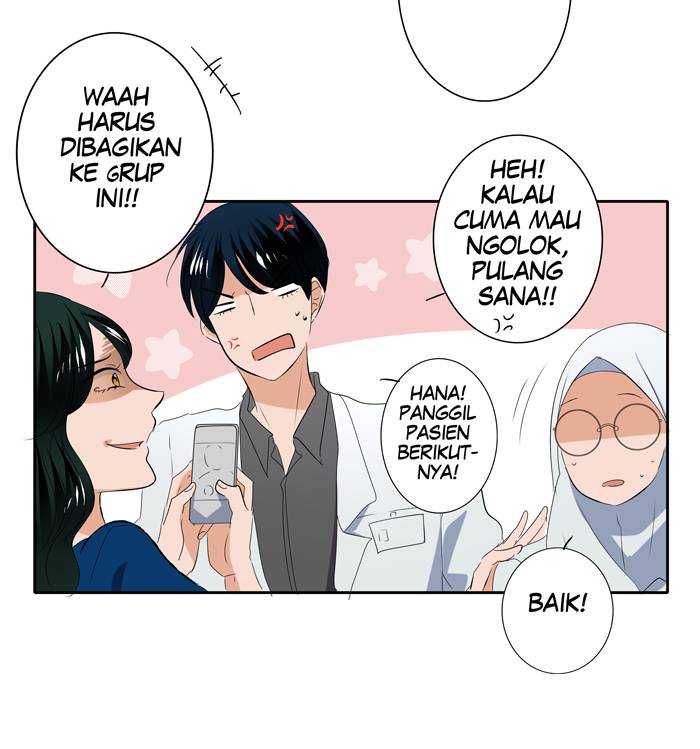 WAAH
HARUS
DIBAGIKAN
KE GRUP
INI!!
HEH!
KALAU
CUMA MAU
NGOLOK,
PULANG
SANA!!
HANA!
PANGGIL
PASIEN
BERIKUT-
NYA!
BAIK!